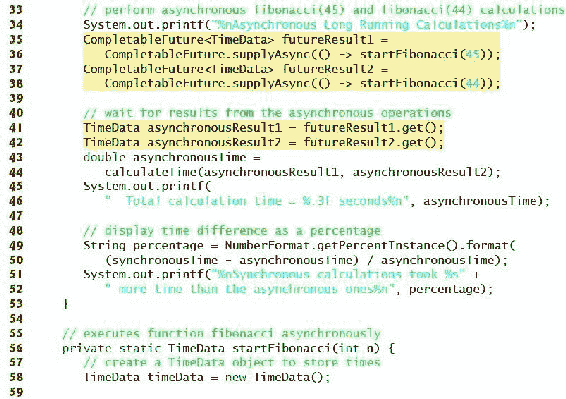 33 // perform asynchronous fibonacci(45) and fibonacci(44) calculations
34 System.out.printf("%nAsynchronous Long Running Calculations%n");
35 CompletableFuture<TimeData> futureResult1 =
36 CompletableFuture.supplyAsync(() -> startFibonacci(45));
37 CompletableFuture<TimeData> futureResult2 =
38 CompletableFuture.supplyAsync(() -> startFibonacci(44));
39
40 // wait for results from the asynchronous operations
41 TimeData asynchronousResult1 = futureResult1.get();
42 TimeData asynchronousResult2 = futureResult2.get();
43 double asynchronousTime =
44 calculateTime(asynchronousResult1, asynchronousResult2);
45 System.out.printf(
46 " Total calculation time = %.3f seconds%n", asynchronousTime);
47
48 // display time difference as a percentage
49 String percentage = NumberFormat.getPercentInstance().format(
50 (synchronousTime - asynchronousTime) / asynchronousTime);
51 System.out.printf("%nSynchronous calculations took %s" +
52 " more time than the asynchronous ones%n", percentage);
53 }
54
55 // executes function fibonacci asynchronously
56 private static TimeData startFibonacci(int n) {
57 // create a TimeData object to store times
58 TimeData timeData = new TimeData();
59